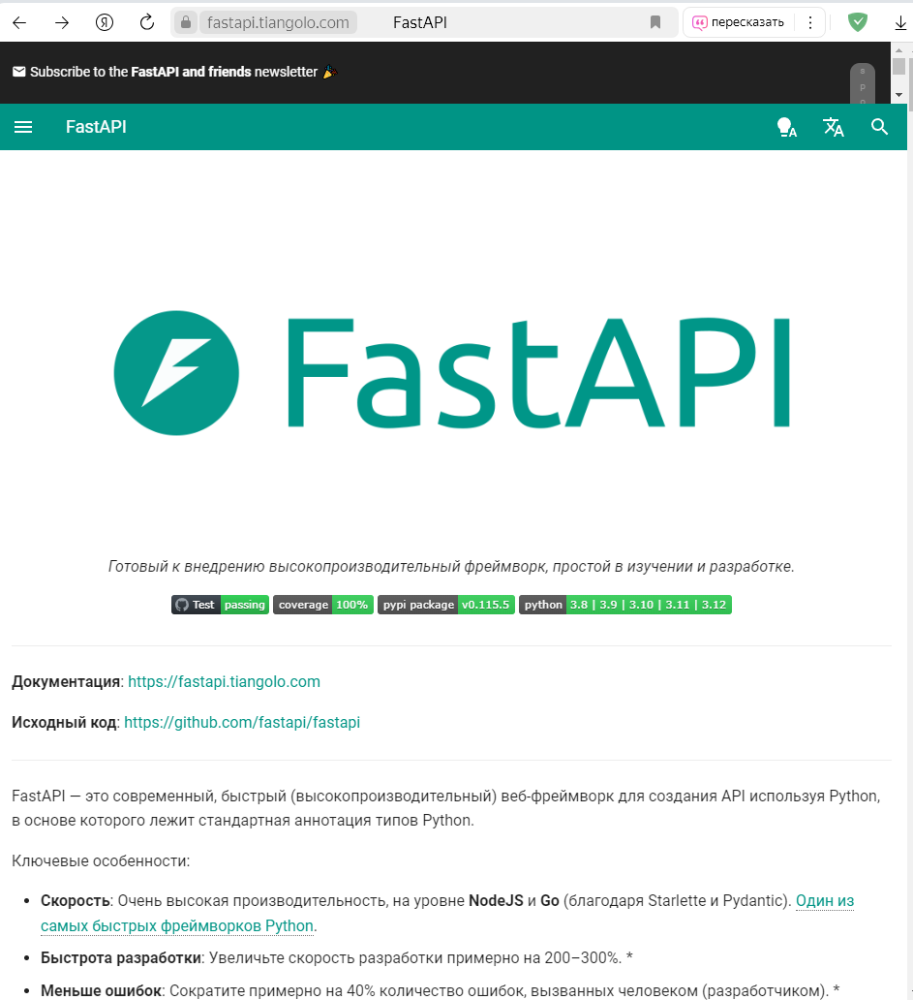 Я
fastapi.tiangolo.com FastAPI
пересказать
Subscribe to the FastAPI and friends newsletter
s
p
o
FastAPI
FastAPI
Готовый к внедрению высокопроизводительный фреймворк, простой в изучении и разработке.
Test passing coverage 100% pypi package v0.115.5 python 3.8 | 3.9 | 3.10 | 3.11 | 3.12
Документация: https://fastapi.tiangolo.com
Исходный код: https://github.com/fastapi/fastapi
FastAPI — это современный, быстрый (высокопроизводительный) веб-фреймворк для создания API используя Python,
в основе которого лежит стандартная аннотация типов Python.
Ключевые особенности:
• Скорость: Очень высокая производительность, на уровне NodeJS и Go (благодаря Starlette и Pydantic). Один из
самых быстрых фреймворков Python.
• Быстрота разработки: Увеличьте скорость разработки примерно на 200–300%. *
• Меньше ошибок: Сократите примерно на 40% количество ошибок, вызванных человеком (разработчиком). *